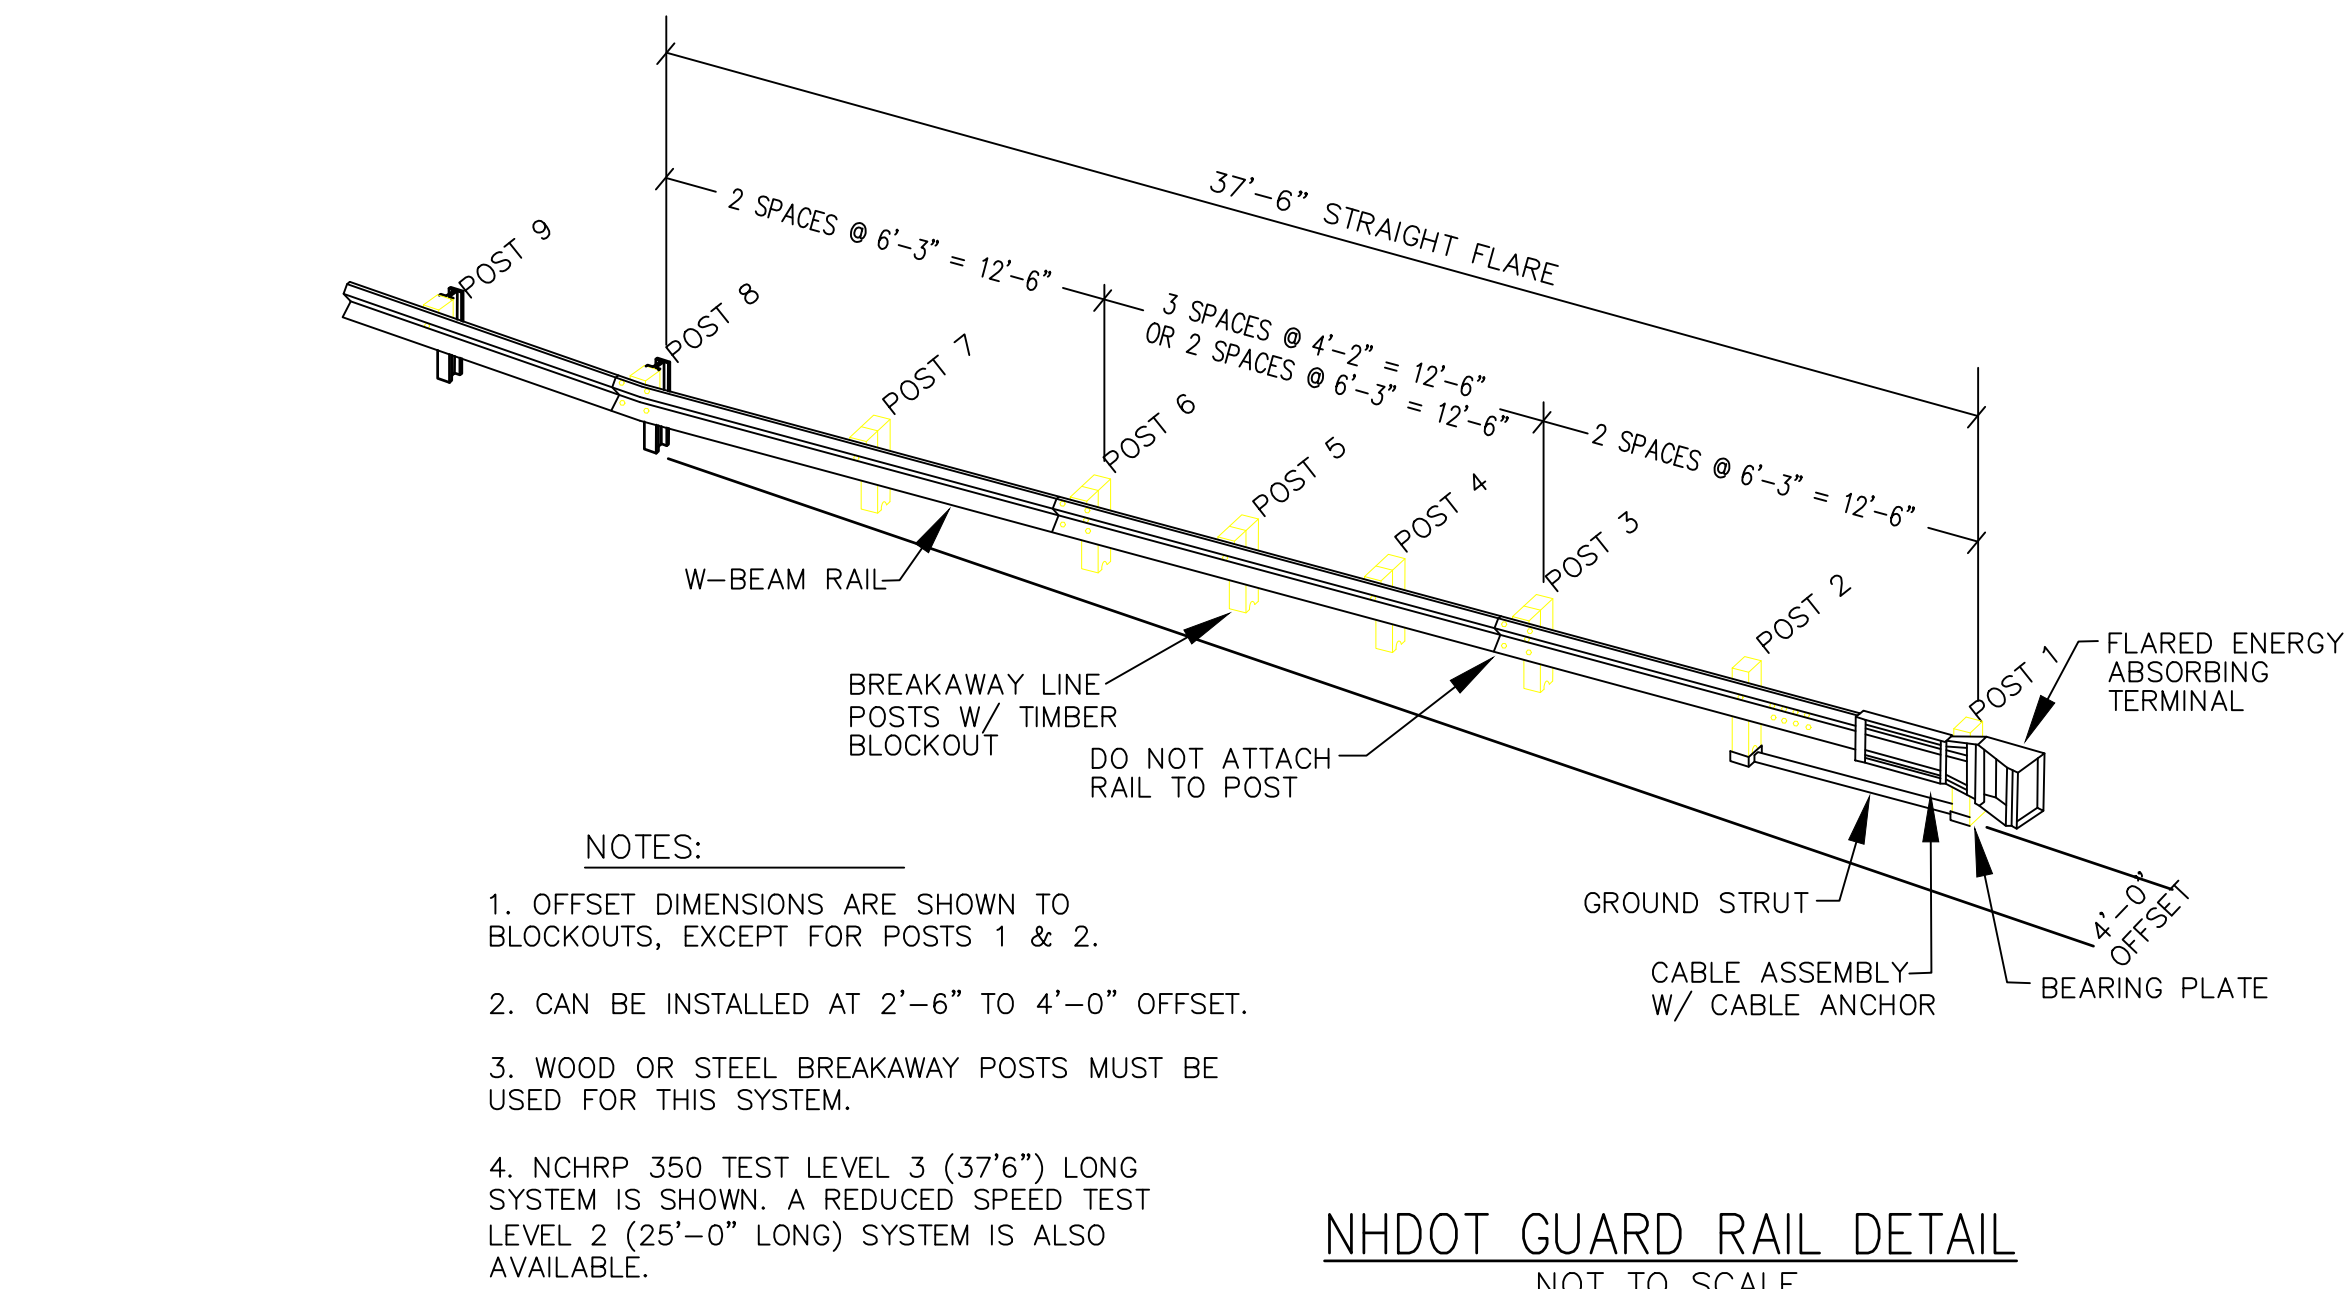 37'-6" STRAIGHT FLARE
2 SPACES @ 6'-3" = 12'-6"
3 SPACES @ 4'-2" = 12'-6"
OR 2 SPACES @ 6'-3" = 12'-6"
2 SPACES @ 6'-3" = 12'-6"
POST 9
POST 8
POST 7
POST 6
POST 5
POST 4
POST 3
POST 2
POST 1
W-BEAM RAIL
BREAKAWAY LINE
POSTS W/ TIMBER
BLOCKOUT
DO NOT ATTACH
RAIL TO POST
FLARED ENERGY
ABSORBING
TERMINAL
GROUND STRUT
CABLE ASSEMBLY
W/ CABLE ANCHOR
BEARING PLATE
4'-0"
OFFSET
NOTES:
1. OFFSET DIMENSIONS ARE SHOWN TO
BLOCKOUTS, EXCEPT FOR POSTS 1 & 2.
2. CAN BE INSTALLED AT 2'-6" TO 4'-0" OFFSET.
3. WOOD OR STEEL BREAKAWAY POSTS MUST BE
USED FOR THIS SYSTEM.
4. NCHRP 350 TEST LEVEL 3 (37'6") LONG
SYSTEM IS SHOWN. A REDUCED SPEED TEST
LEVEL 2 (25'-0" LONG) SYSTEM IS ALSO
AVAILABLE.
NHDOT GUARD RAIL DETAIL
NOT TO SCALE